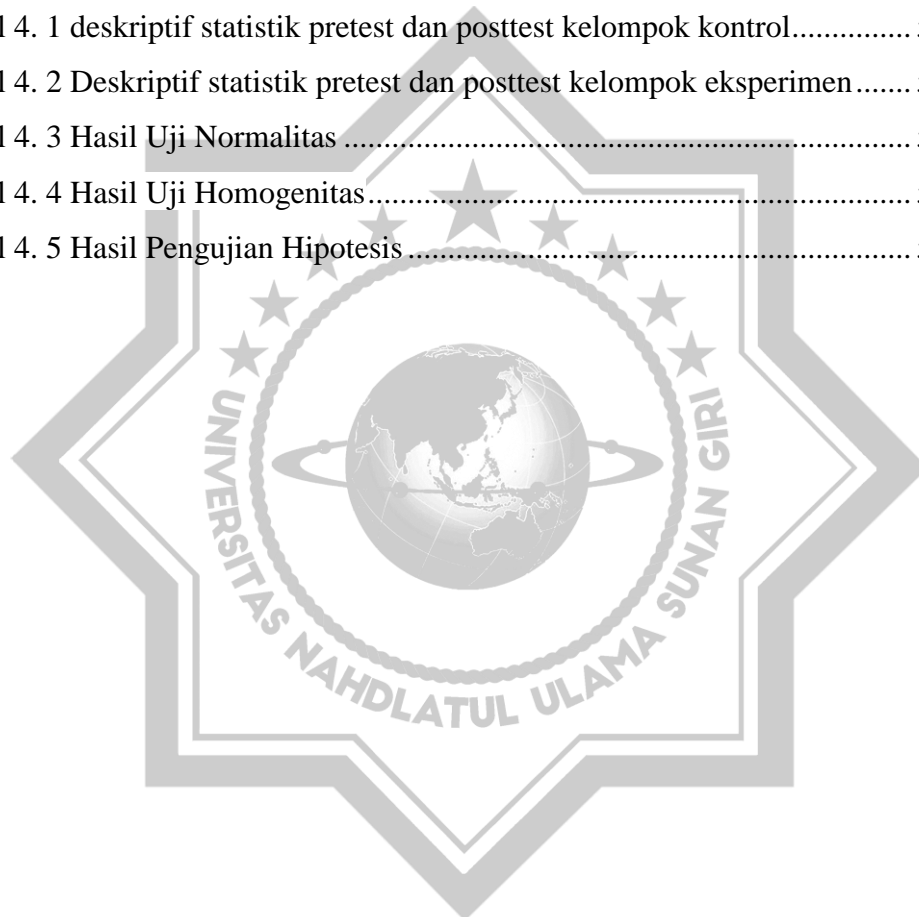 l 4. 1 deskriptif statistik pretest dan posttest kelompok kontrol...............
l 4. 2 Deskriptif statistik pretest dan posttest kelompok eksperimen.......
l 4. 3 Hasil Uji Normalitas
l 4. 4 Hasil Uji Homogenitas
l 4. 5 Hasil Pengujian Hipotesis
UNIVERSITAS NAHDLATUL ULAMA SUNAN GIRI